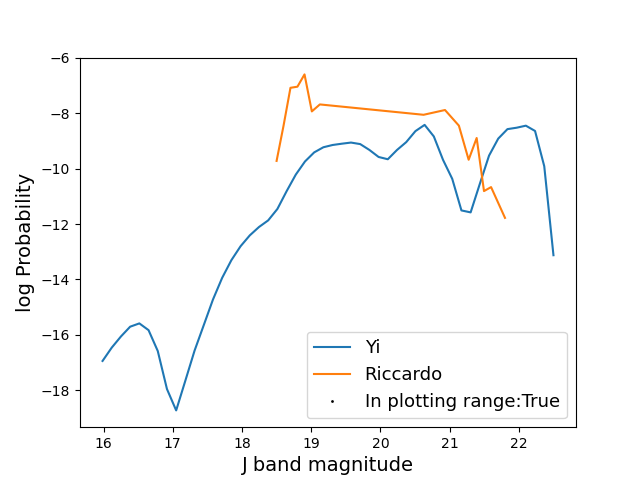 −6
−8
−10
−12
−14
−16
−18
log Probability
16 17 18 19 20 21 22
J band magnitude
Yi
Riccardo
In plotting range:True